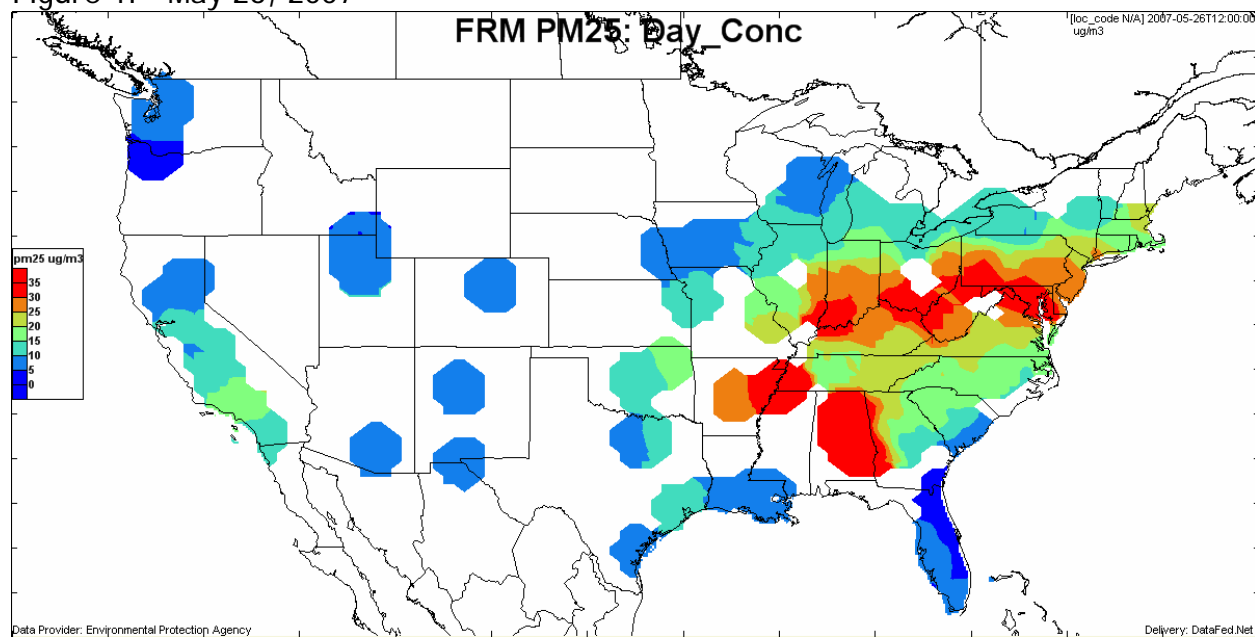 FRM PM25: Day_Conc
[loc_code N/A] 2007-05-26T12:00:00
ug/m3
pm25 ug/m3
35
30
25
20
15
10
5
0
Data Provider: Environmental Protection Agency
Delivery: DataFed.Net